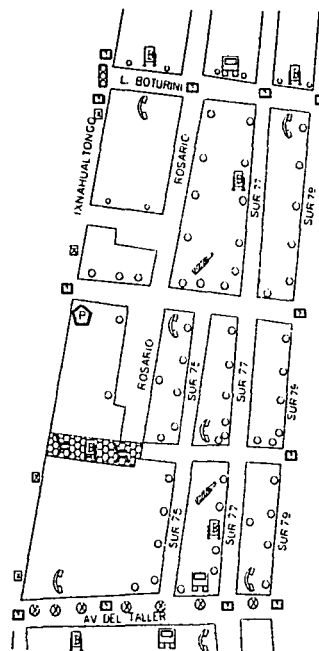 L. BOTURINI
IXNAHUALTONGO
ROSARIO
SUR 77
SUR 79
P
ROSARIO
SUR 75
SUR 77
SUR 79
SUR 75
SUR 77
SUR 79
AV DEL TALLER